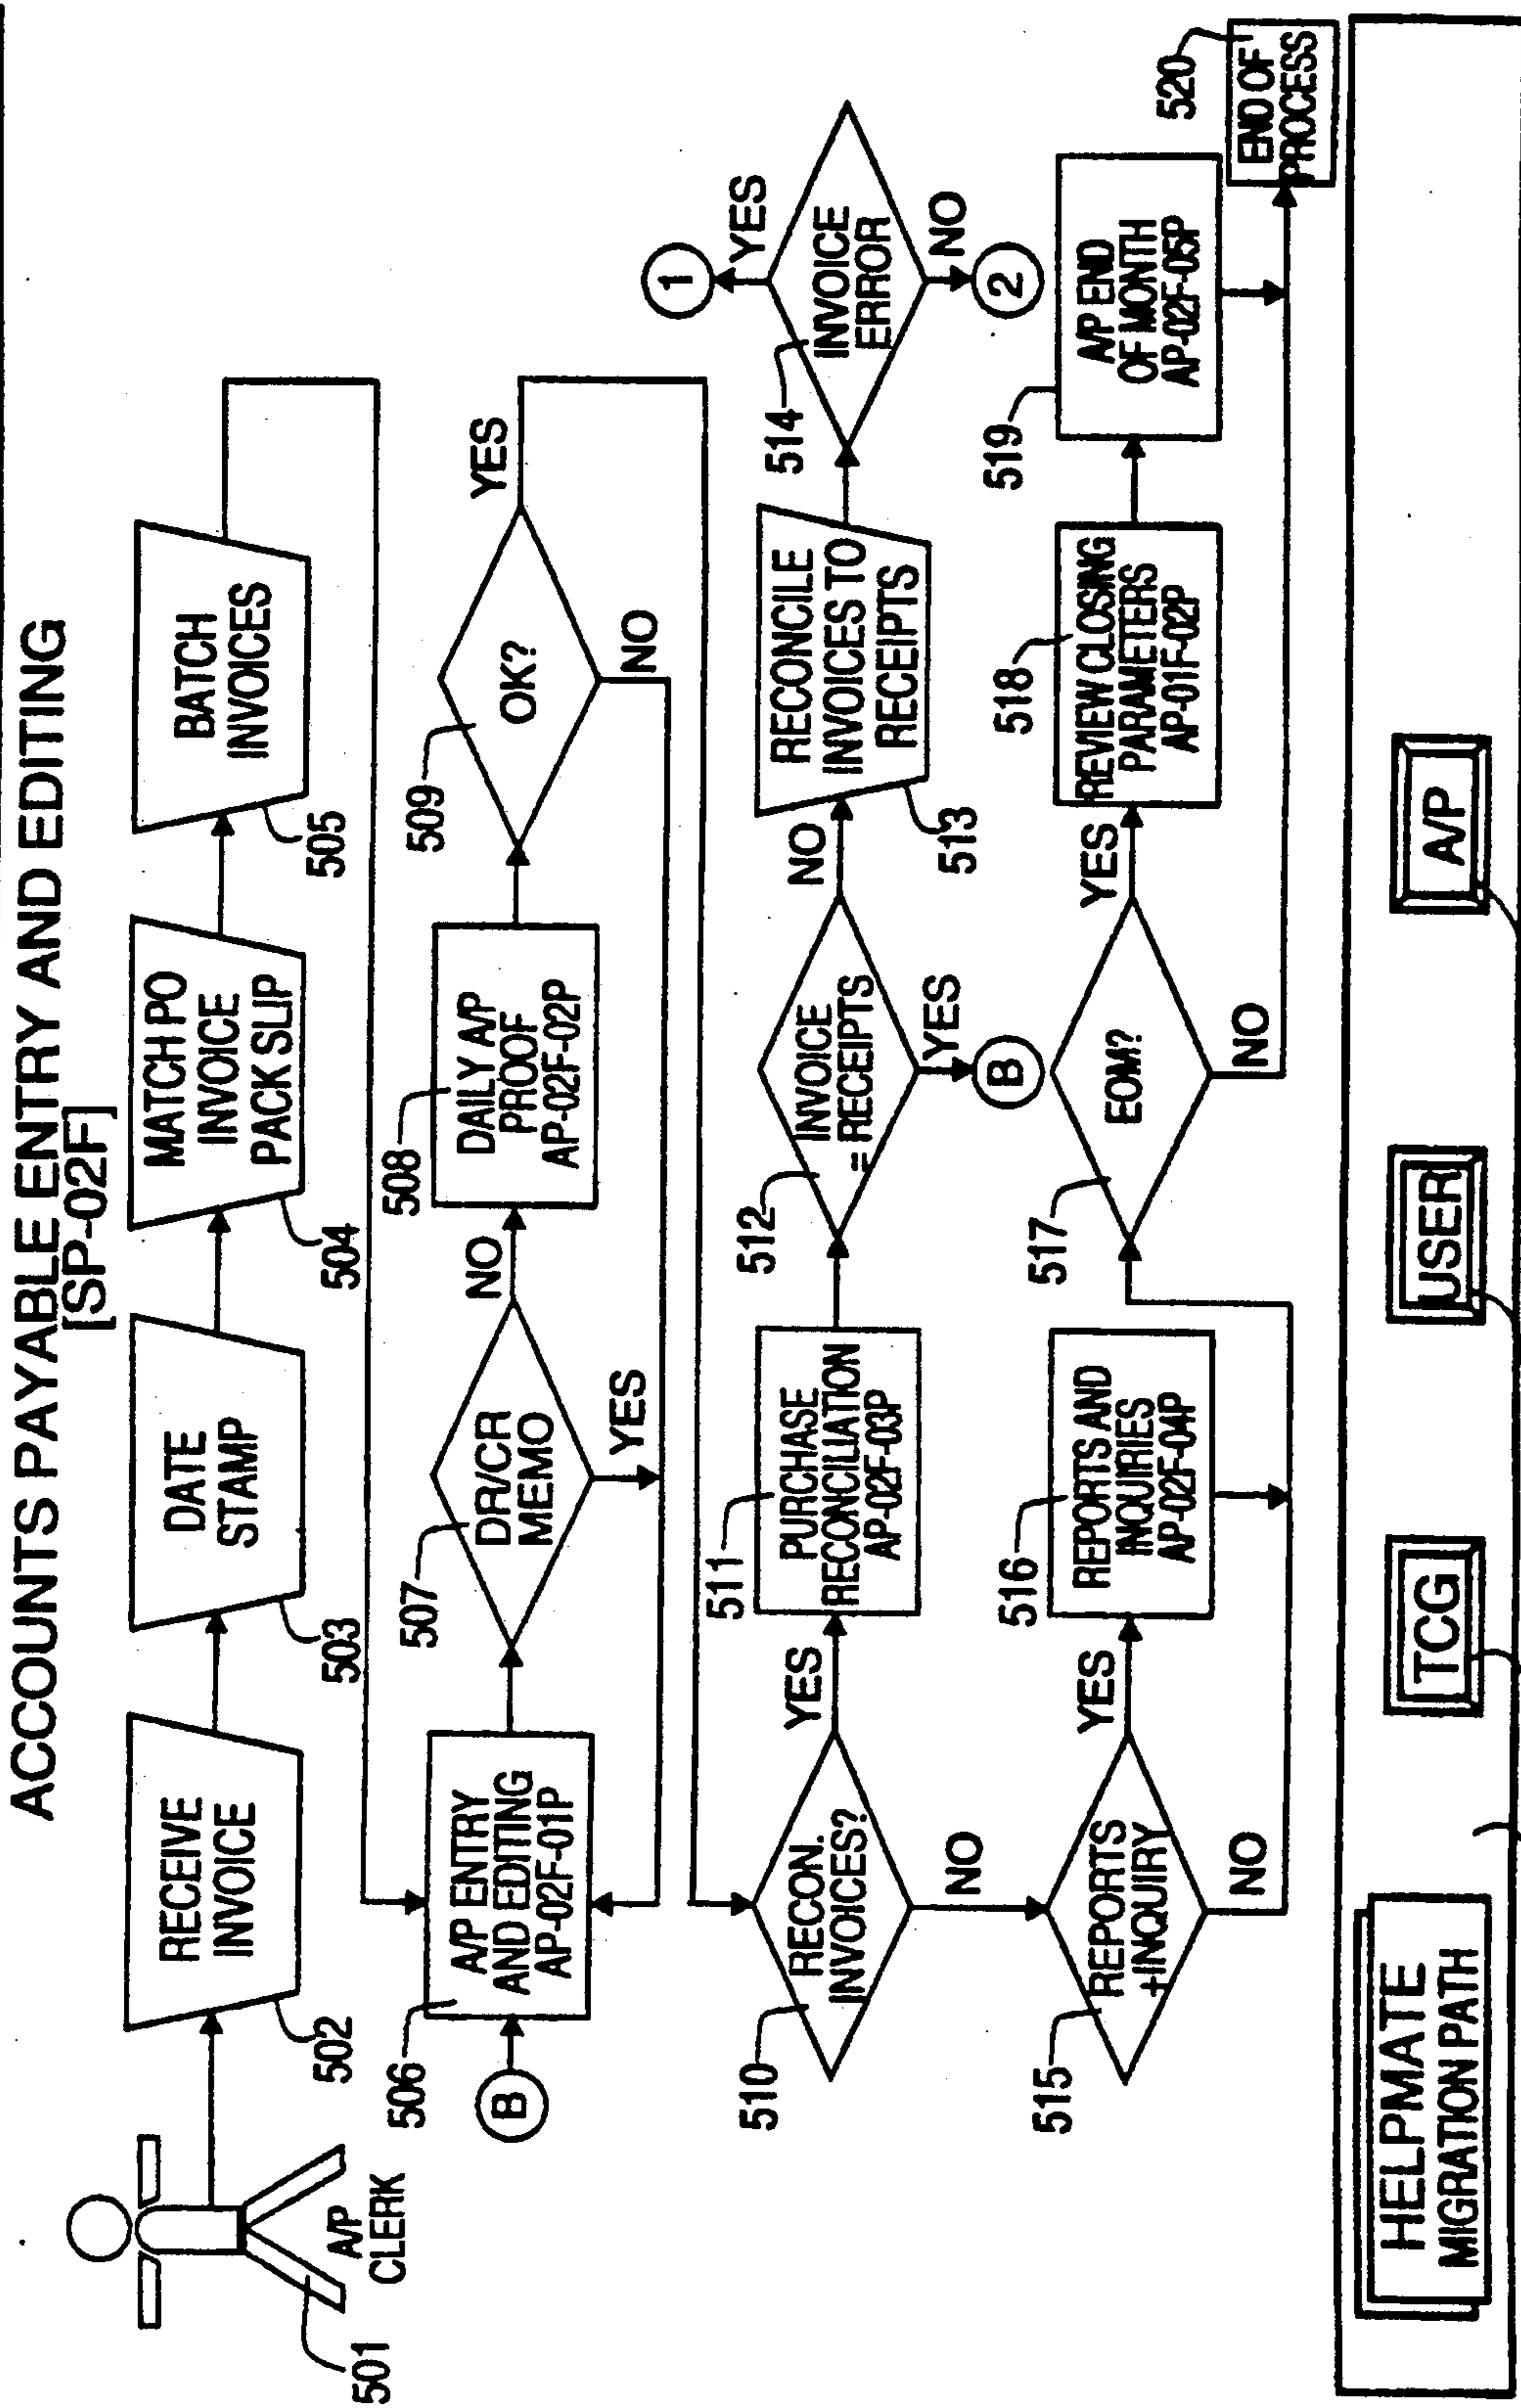 ACCOUNTS PAYABLE ENTRY AND EDITING
[SP-02F]
501
A/P
CLERK
RECEIVE
INVOICE
502
DATE
STAMP
503
MATCH PO
INVOICE
PACK SLIP
504
BATCH
INVOICES
505
B
506
A/P ENTRY
AND EDITING
AP-02F-01P
507
DR/CR
MEMO
NO
YES
508
DAILY A/P
PROOF
AP-02F-02P
509
OK?
YES
NO
510
RECON.
INVOICES?
YES
NO
511
PURCHASE
RECONCILIATION
AP-02F-03P
512
INVOICE
= RECEIPTS
NO
YES
B
RECONCILE
INVOICES TO
RECEIPTS
513
514
INVOICE
ERROR
YES
1
NO
2
515
REPORTS
+INQUIRY
YES
NO
516
REPORTS AND
INQUIRIES
AP-02F-04P
517
EOM?
YES
NO
518
REVIEW CLOSING
PARAMETERS
AP-01F-02P
519
A/P END
OF MONTH
AP-02F-05P
520
END OF
PROCESS
HELPMATE
MIGRATION PATH
TCG
USER
A/P